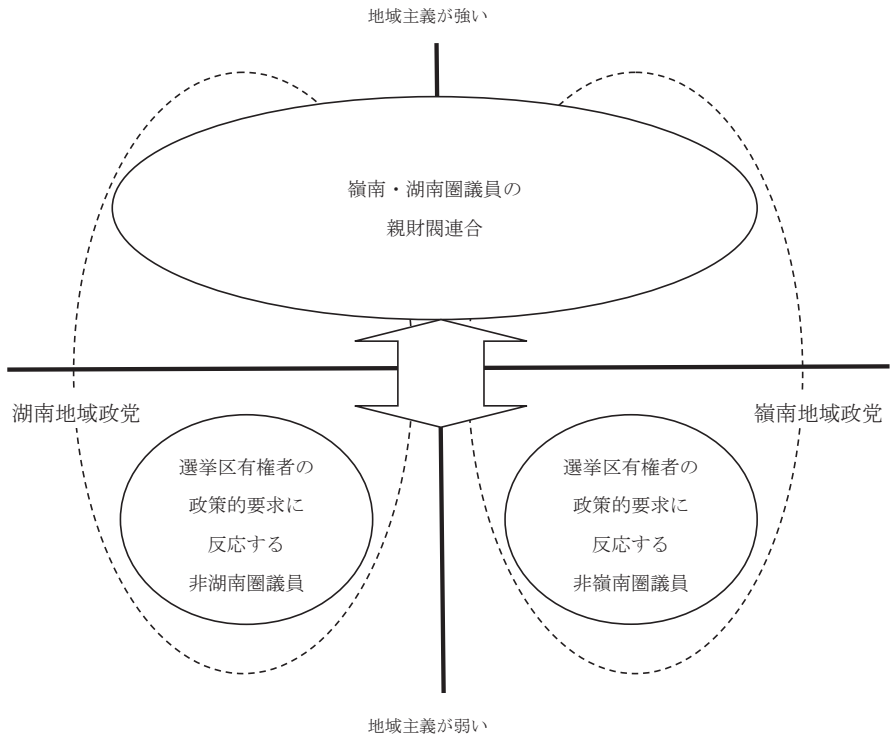 地域主義が強い
嶺南・湖南圏議員の
親財閥連合
湖南地域政党
嶺南地域政党
選挙区有権者の
政策的要求に
反応する
非湖南圏議員
選挙区有権者の
政策的要求に
反応する
非嶺南圏議員
地域主義が弱い